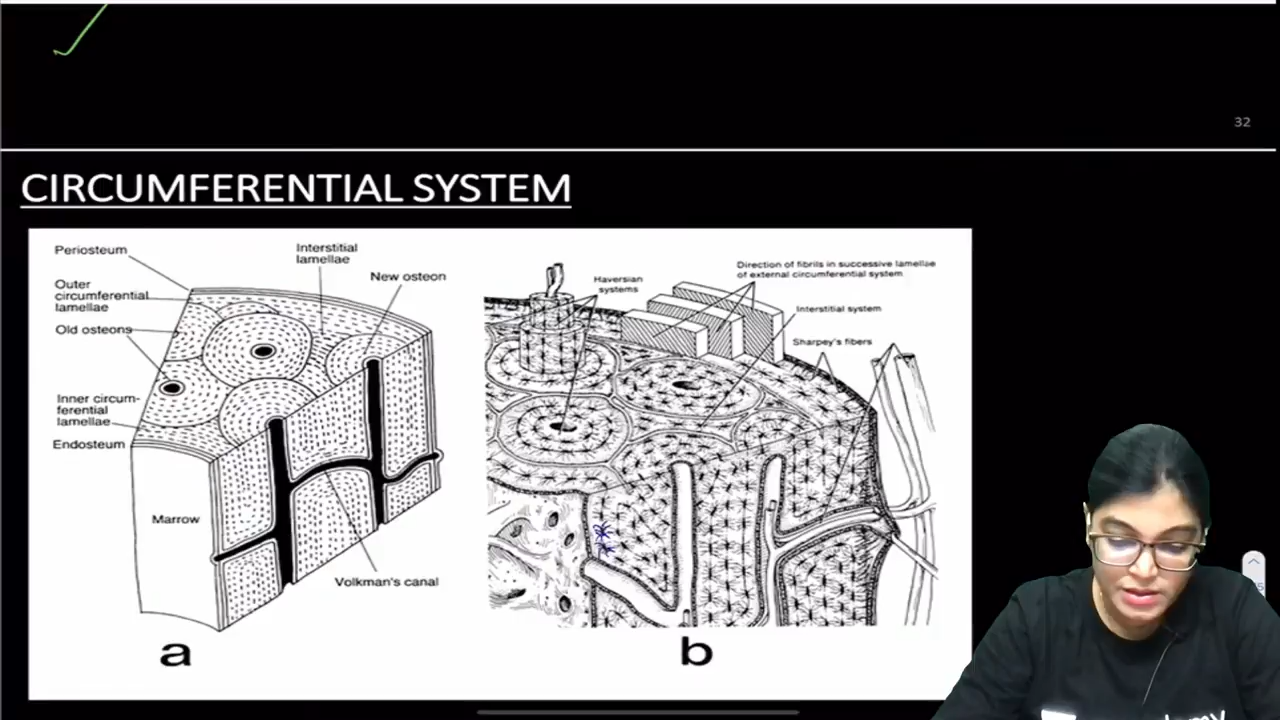 32
CIRCUMFERENTIAL SYSTEM
Periosteum
Outer
circumferential
lamellae
Old osteons
Inner circum-
ferential
lamellae
Endosteum
Marrow
Interstitial
lamellae
New osteon
Volkman's canal
a
Haversian
systems
Direction of fibrils in successive lamellae
of external circumferential system
Interstitial system
Sharpey's fibers
b